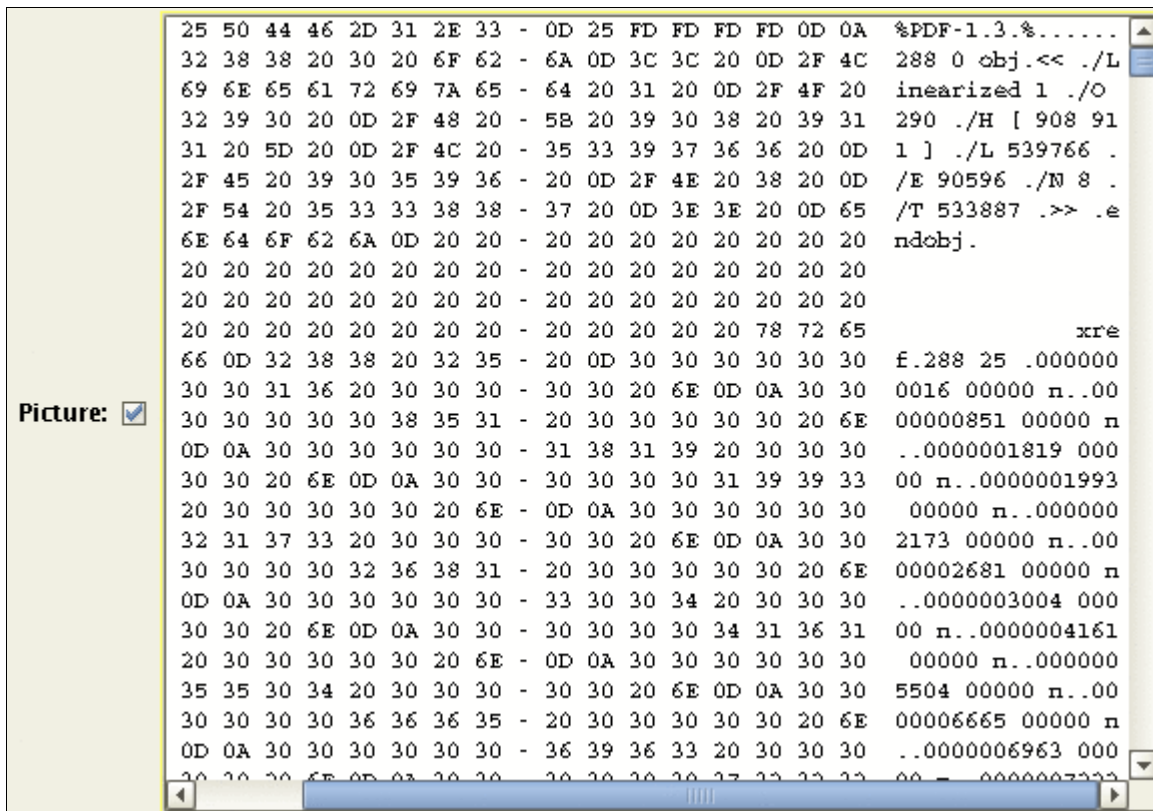 25 50 44 46 2D 31 2E 33 - 0D 25 FD FD FD FD 0D 0A %PDF-1.3.%......
32 38 38 20 30 20 6F 62 - 6A 0D 3C 3C 20 0D 2F 4C 288 0 obj.<< ./L
69 6E 65 61 72 69 7A 65 - 64 20 31 20 0D 2F 4F 20 inearized 1 ./O
32 39 30 20 0D 2F 48 20 - 5B 20 39 30 38 20 39 31 290 ./H [ 908 91
31 20 5D 20 0D 2F 4C 20 - 35 33 39 37 36 36 20 0D 1 ] ./L 539766 .
2F 45 20 39 30 35 39 36 - 20 0D 2F 4E 20 38 20 0D /E 90596 ./N 8 .
2F 54 20 35 33 33 38 38 - 37 20 0D 3E 3E 20 0D 65 /T 533887 .>> .e
6E 64 6F 62 6A 0D 20 20 - 20 20 20 20 20 20 20 20 ndobj.
20 20 20 20 20 20 20 20 - 20 20 20 20 20 20 20 20
20 20 20 20 20 20 20 20 - 20 20 20 20 20 20 20 20
20 20 20 20 20 20 20 20 - 20 20 20 20 20 78 72 65 xre
66 0D 32 38 38 20 32 35 - 20 0D 30 30 30 30 30 30 f.288 25 .000000
30 30 31 36 20 30 30 30 - 30 30 20 6E 0D 0A 30 30 0016 00000 n..00
Picture:
30 30 30 30 30 38 35 31 - 20 30 30 30 30 30 20 6E 00000851 00000 n
0D 0A 30 30 30 30 30 30 - 31 38 31 39 20 30 30 30 ..0000001819 000
30 30 20 6E 0D 0A 30 30 - 30 30 30 30 31 39 39 33 00 n..0000001993
20 30 30 30 30 30 20 6E - 0D 0A 30 30 30 30 30 30 00000 n..000000
32 31 37 33 20 30 30 30 - 30 30 20 6E 0D 0A 30 30 2173 00000 n..00
30 30 30 30 32 36 38 31 - 20 30 30 30 30 30 20 6E 00002681 00000 n
0D 0A 30 30 30 30 30 30 - 33 30 30 34 20 30 30 30 ..0000003004 000
30 30 20 6E 0D 0A 30 30 - 30 30 30 30 34 31 36 31 00 n..0000004161
20 30 30 30 30 30 20 6E - 0D 0A 30 30 30 30 30 30 00000 n..000000
35 35 30 34 20 30 30 30 - 30 30 20 6E 0D 0A 30 30 5504 00000 n..00
30 30 30 30 36 36 36 35 - 20 30 30 30 30 30 20 6E 00006665 00000 n
0D 0A 30 30 30 30 30 30 - 36 39 36 33 20 30 30 30 ..0000006963 000